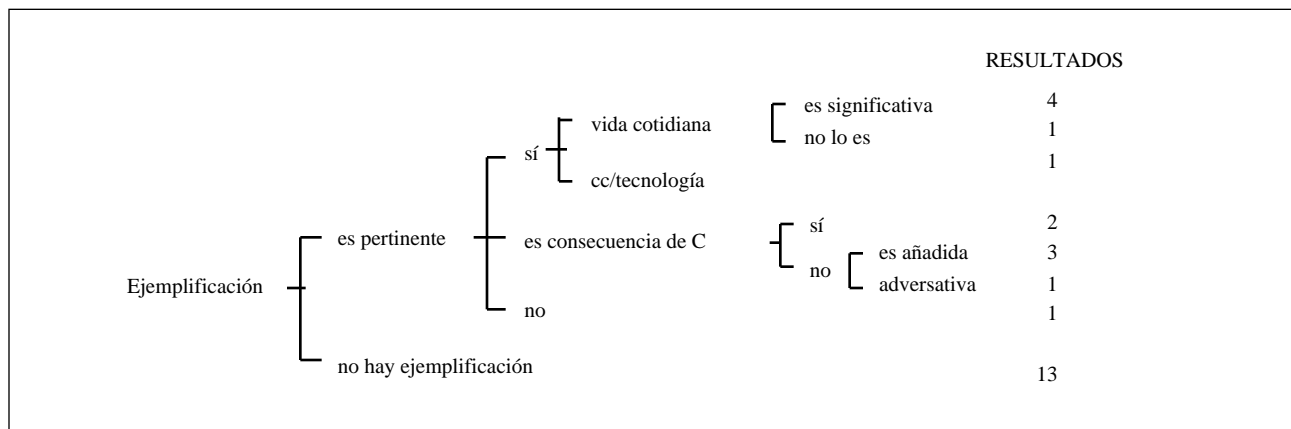 RESULTADOS
es significativa 4
vida cotidiana
no lo es 1
sí
1
cc/tecnología
sí 2
es pertinente
es consecuencia de C
es añadida 3
no
Ejemplificación
adversativa 1
no 1
no hay ejemplificación
13